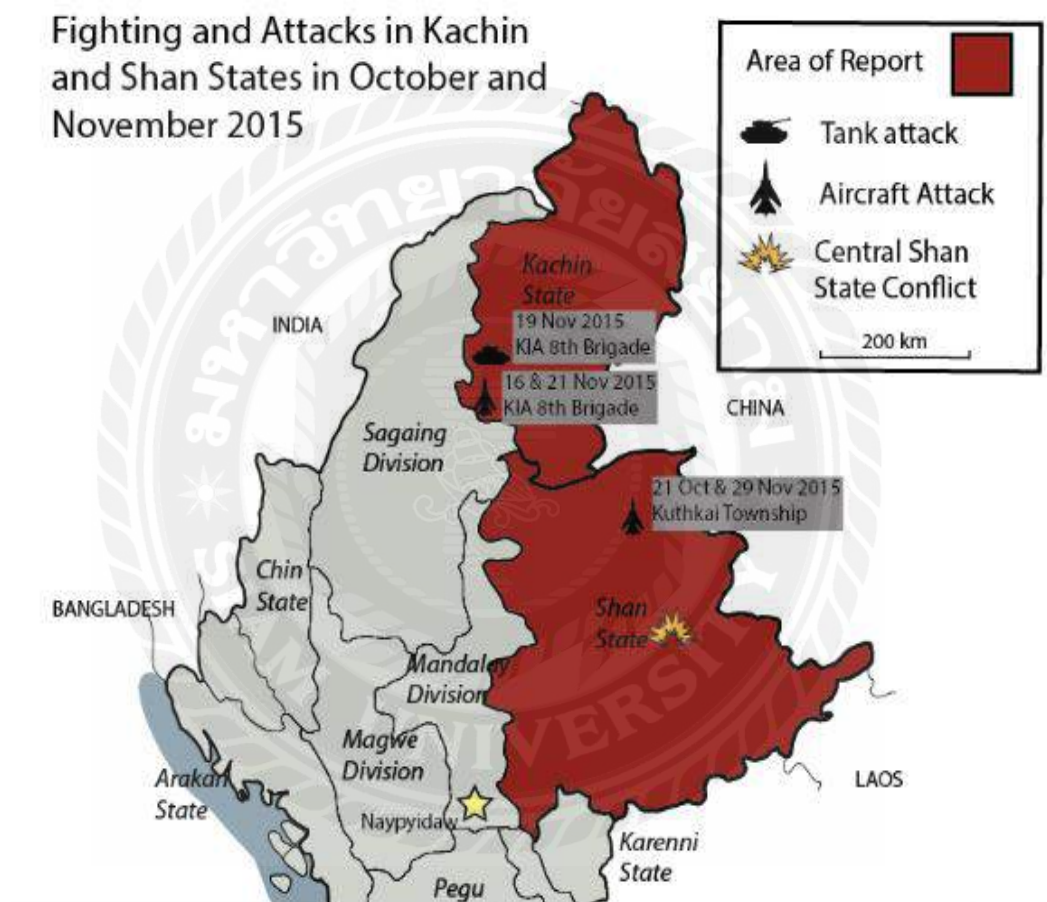 Fighting and Attacks in Kachin
and Shan States in October and
November 2015
Area of Report
Tank attack
Aircraft Attack
Central Shan
State Conflict
200 km
Kachin
State
INDIA
19 Nov 2015
KIA 8th Brigade
16 & 21 Nov 2015
KIA 8th Brigade
CHINA
Sagaing
Division
21 Oct & 29 Nov 2015
Kuthkai Township
Chin
State
BANGLADESH
Shan
State
Mandalay
Division
Magwe
Division
Arakan
State
LAOS
Naypyidaw
Karenni
State
Pegu
UNIVERSITY